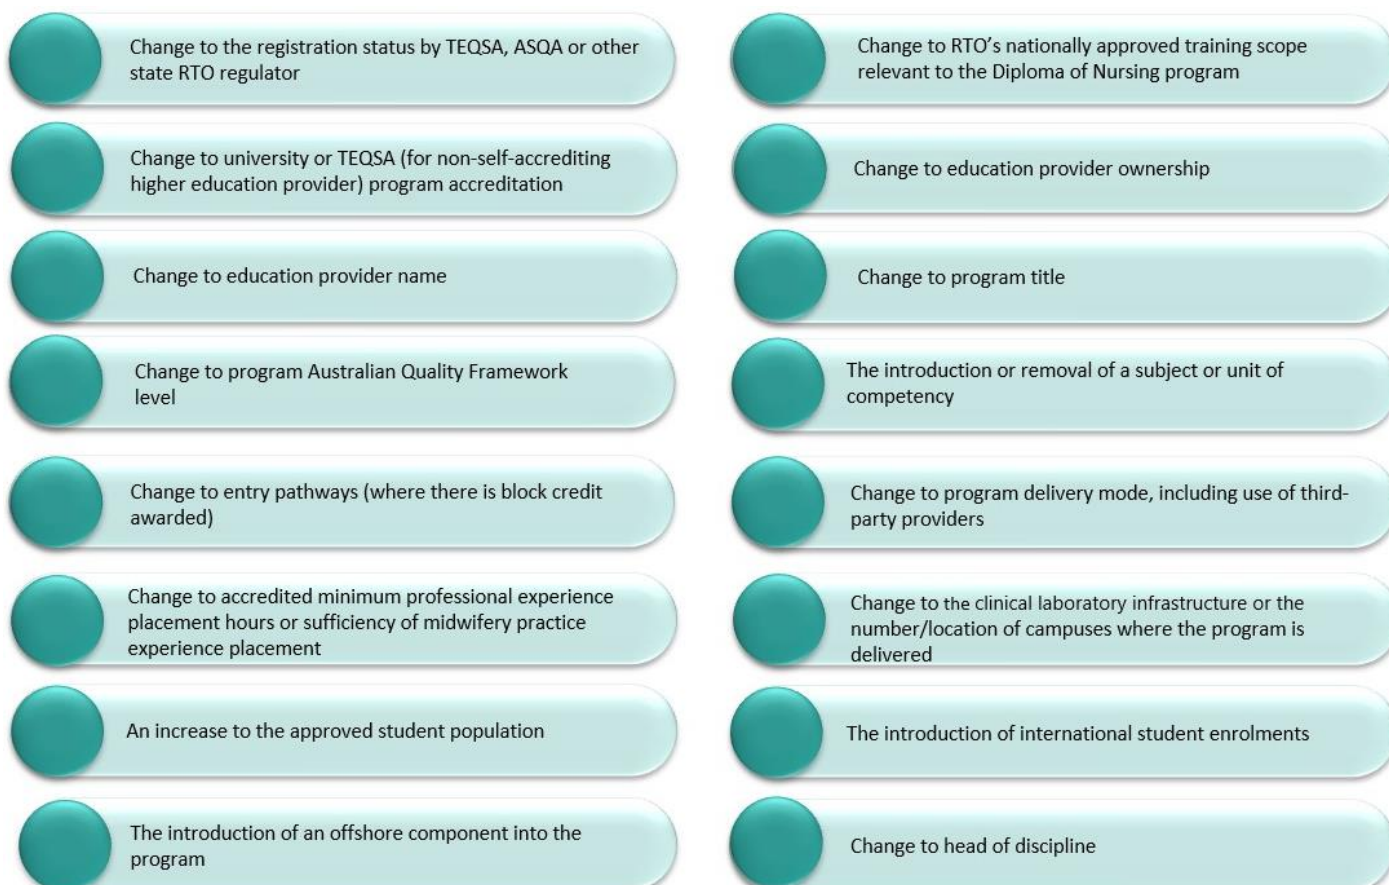 Change to the registration status by TEQSA, ASQA or other
state RTO regulator
Change to RTO's nationally approved training scope
relevant to the Diploma of Nursing program
Change to university or TEQSA (for non-self-accrediting
higher education provider) program accreditation
Change to education provider ownership
Change to education provider name
Change to program title
Change to program Australian Quality Framework
level
The introduction or removal of a subject or unit of
competency
Change to entry pathways (where there is block credit
awarded)
Change to program delivery mode, including use of third-
party providers
Change to accredited minimum professional experience
placement hours or sufficiency of midwifery practice
experience placement
Change to the clinical laboratory infrastructure or the
number/location of campuses where the program is
delivered
An increase to the approved student population
The introduction of international student enrolments
The introduction of an offshore component into the
program
Change to head of discipline